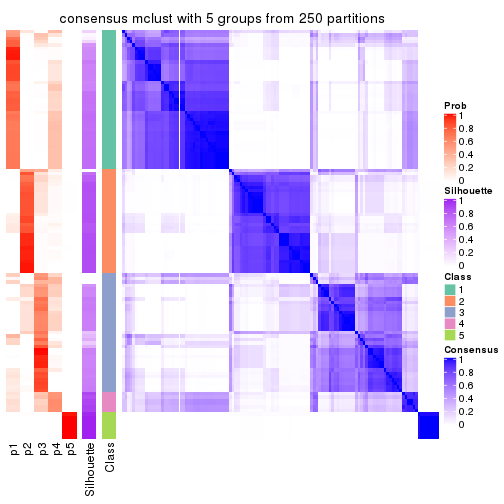 consensus mclust with 5 groups from 250 partitions
Prob
1
0.8
0.6
0.4
0.2
0
Silhouette
1
0.8
0.6
0.4
0.2
0
Class
1
2
3
4
5
Consensus
1
0.8
0.6
0.4
0.2
0
p1
p2
p3
p4
p5
Silhouette
Class